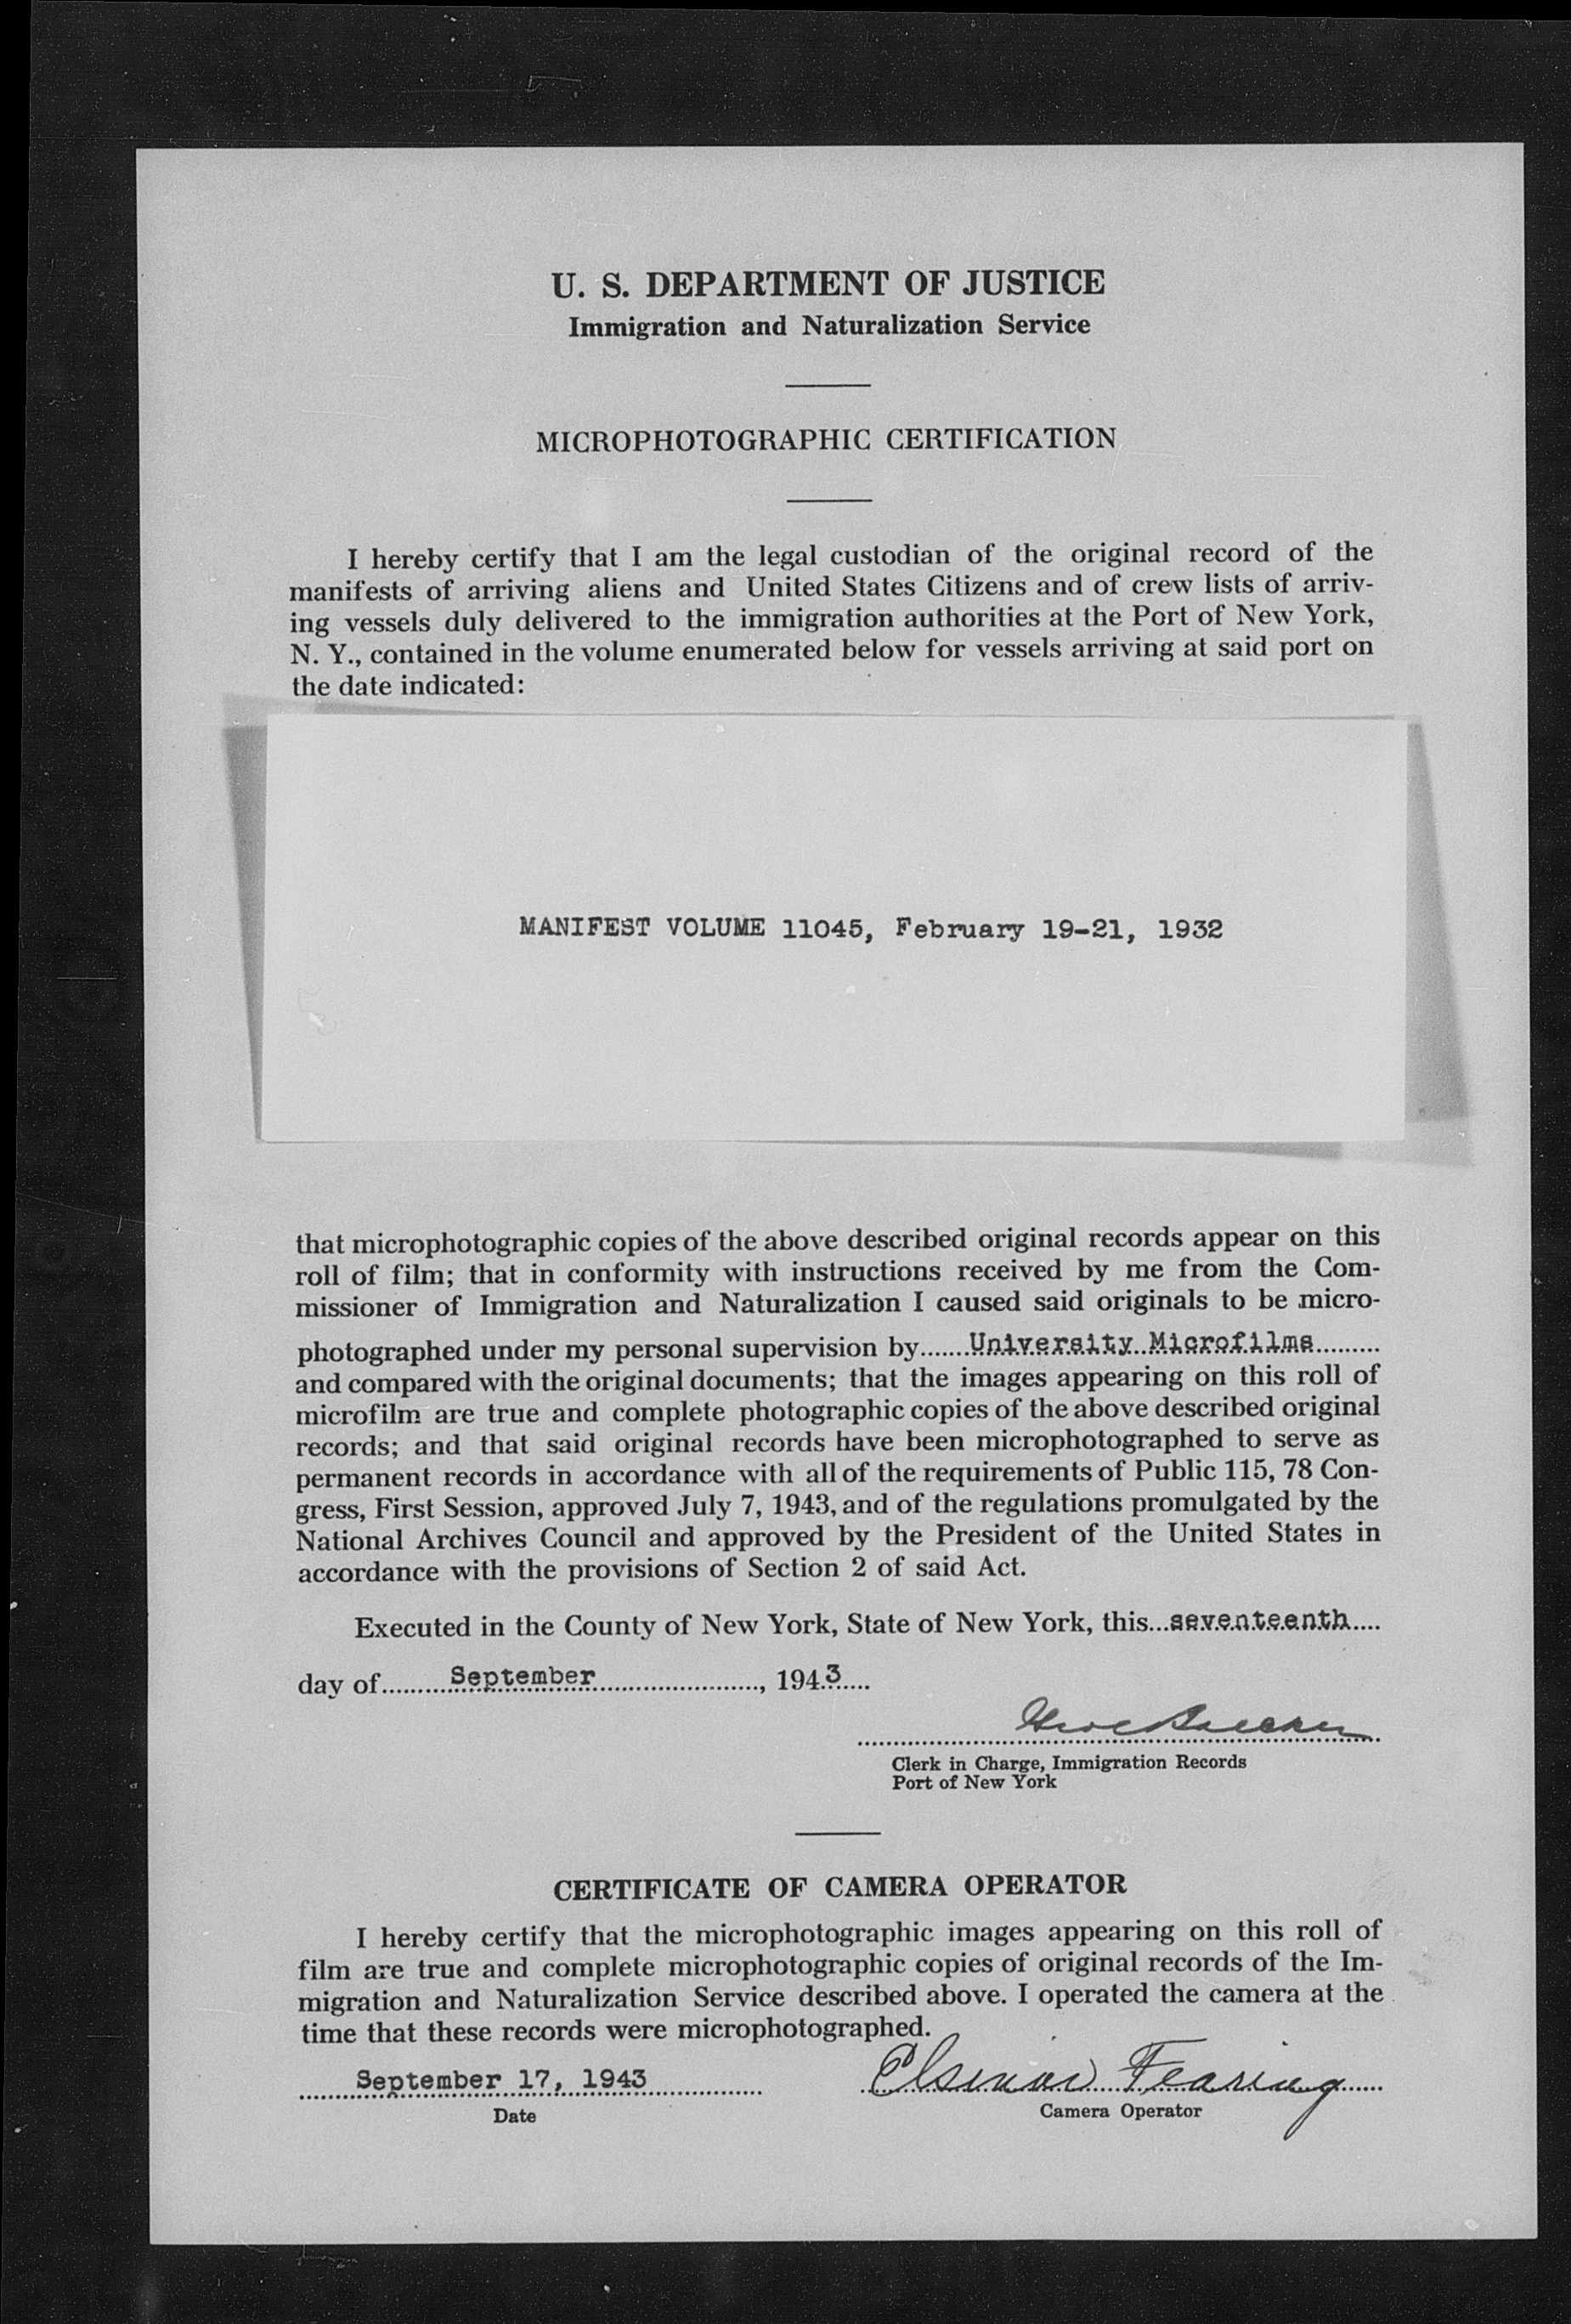 U. S. DEPARTMENT OF JUSTICE
Immigration and Naturalization Service
MICROPHOTOGRAPHIC CERTIFICATION
I hereby certify that I am the legal custodian of the original record of the
manifests of arriving aliens and United States Citizens and of crew lists of arriv-
ing vessels duly delivered to the immigration authorities at the Port of New York,
N. Y., contained in the volume enumerated below for vessels arriving at said port on
the date indicated:
MANIFEST VOLUME 11045, February 19-21, 1932
that microphotographic copies of the above described original records appear on this
roll of film; that in conformity with instructions received by me from the Com-
missioner of Immigration and Naturalization I caused said originals to be micro-
photographed under my personal supervision by University Microfilms
and compared with the original documents; that the images appearing on this roll of
microfilm are true and complete photographic copies of the above described original
records; and that said original records have been microphotographed to serve as
permanent records in accordance with all of the requirements of Public 115, 78 Con-
gress, First Session, approved July 7, 1943, and of the regulations promulgated by the
National Archives Council and approved by the President of the United States in
accordance with the provisions of Section 2 of said Act.
Executed in the County of New York, State of New York, this seventeenth
day of September, 1943
Clerk in Charge, Immigration Records
Port of New York
CERTIFICATE OF CAMERA OPERATOR
I hereby certify that the microphotographic images appearing on this roll of
film are true and complete microphotographic copies of original records of the Im-
migration and Naturalization Service described above. I operated the camera at the
time that these records were microphotographed.
September 17, 1943 Fearing
Date Camera Operator